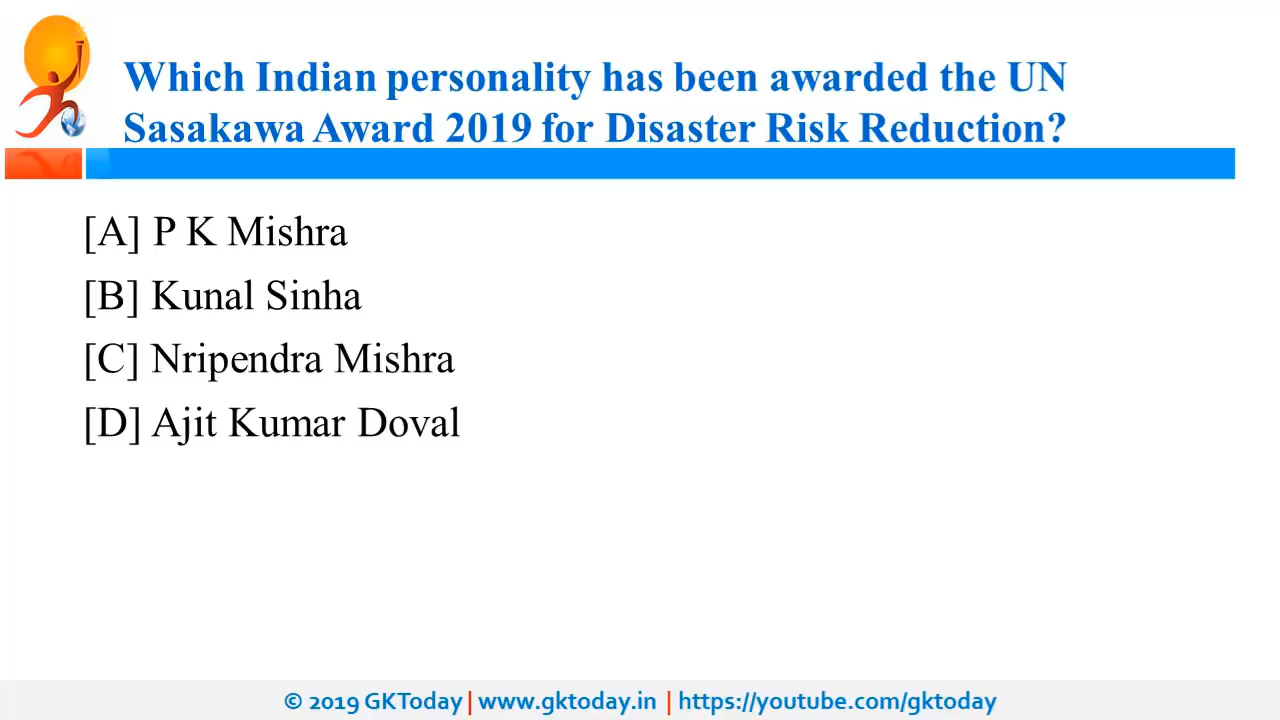 Which Indian personality has been awarded the UN
Sasakawa Award 2019 for Disaster Risk Reduction?
[A] P K Mishra
[B] Kunal Sinha
[C] Nripendra Mishra
[D] Ajit Kumar Doval
© 2019 GKToday | www.gktoday.in | https://youtube.com/gktoday